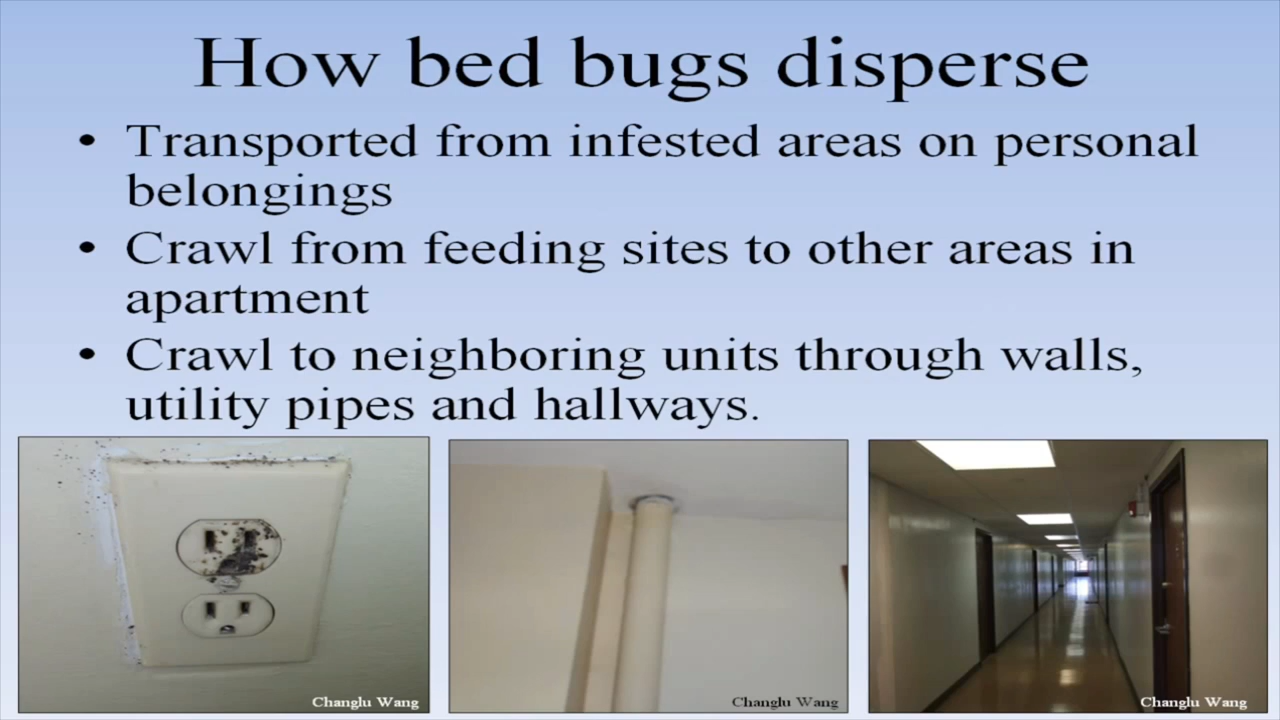 How bed bugs disperse
• Transported from infested areas on personal
belongings
• Crawl from feeding sites to other areas in
apartment
• Crawl to neighboring units through walls,
utility pipes and hallways.
Changlu Wang
Changlu Wang
Changlu Wang